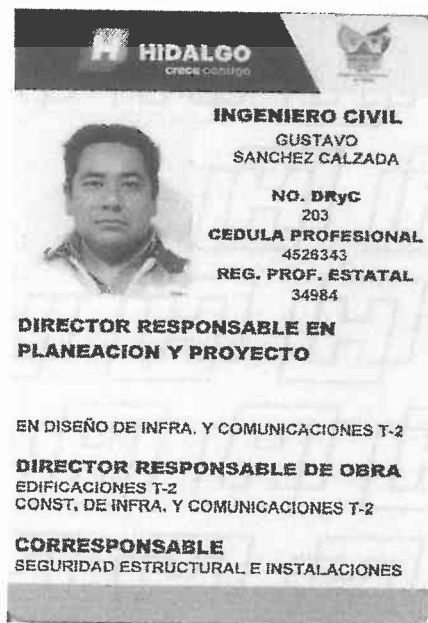 HIDALGO
crece contigo
INGENIERO CIVIL
GUSTAVO
SANCHEZ CALZADA
NO. DRyC
203
CEDULA PROFESIONAL
4526343
REG. PROF. ESTATAL
34984
DIRECTOR RESPONSABLE EN
PLANEACION Y PROYECTO
EN DISEÑO DE INFRA. Y COMUNICACIONES T-2
DIRECTOR RESPONSABLE DE OBRA
EDIFICACIONES T-2
CONST. DE INFRA. Y COMUNICACIONES T-2
CORRESPONSABLE
SEGURIDAD ESTRUCTURAL E INSTALACIONES